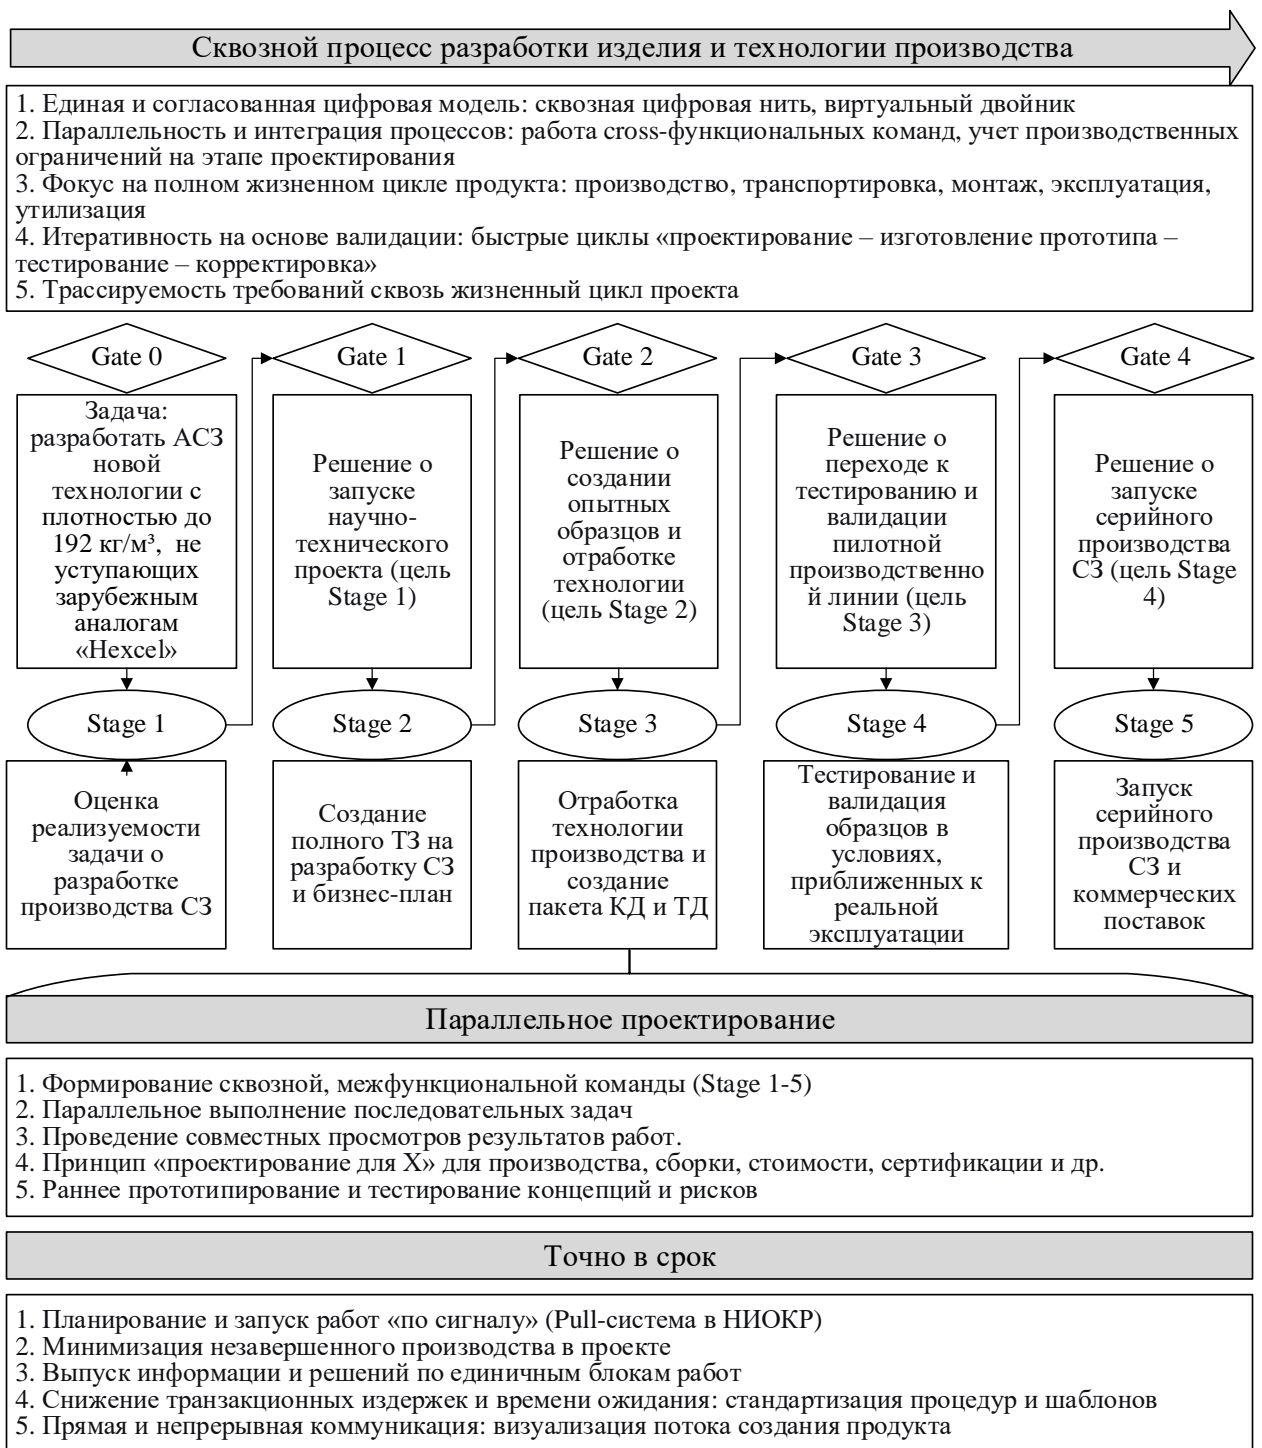 Сквозной процесс разработки изделия и технологии производства
1. Единая и согласованная цифровая модель: сквозная цифровая нить, виртуальный двойник
2. Параллельность и интеграция процессов: работа cross-функциональных команд, учет производственных
ограничений на этапе проектирования
3. Фокус на полном жизненном цикле продукта: производство, транспортировка, монтаж, эксплуатация,
утилизация
4. Итеративность на основе валидации: быстрые циклы «проектирование – изготовление прототипа –
тестирование – корректировка»
5. Трассируемость требований сквозь жизненный цикл проекта
Gate 0
Задача:
разработать АСЗ
новой
технологии с
плотностью до
192 кг/м³, не
уступающих
зарубежным
аналогам
«Hexcel»
Stage 1
Оценка
реализуемости
задачи о
разработке
производства СЗ
Gate 1
Решение о
запуске
научно-
технического
проекта (цель
Stage 1)
Stage 2
Создание
полного ТЗ на
разработку СЗ
и бизнес-план
Gate 2
Решение о
создании
опытных
образцов и
отработке
технологии
(цель Stage 2)
Stage 3
Отработка
технологии
производства и
создание
пакета КД и ТД
Gate 3
Решение о
переходе к
тестированию и
валидации
пилотной
производственно
й линии (цель
Stage 3)
Stage 4
Тестирование и
валидация
образцов в
условиях,
приближенных к
реальной
эксплуатации
Gate 4
Решение о
запуске
серийного
производства
СЗ (цель Stage
4)
Stage 5
Запуск
серийного
производства
СЗ и
коммерческих
поставок
Параллельное проектирование
1. Формирование сквозной, межфункциональной команды (Stage 1-5)
2. Параллельное выполнение последовательных задач
3. Проведение совместных просмотров результатов работ.
4. Принцип «проектирование для X» для производства, сборки, стоимости, сертификации и др.
5. Раннее прототипирование и тестирование концепций и рисков
Точно в срок
1. Планирование и запуск работ «по сигналу» (Pull-система в НИОКР)
2. Минимизация незавершенного производства в проекте
3. Выпуск информации и решений по единичным блокам работ
4. Снижение транзакционных издержек и времени ожидания: стандартизация процедур и шаблонов
5. Прямая и непрерывная коммуникация: визуализация потока создания продукта